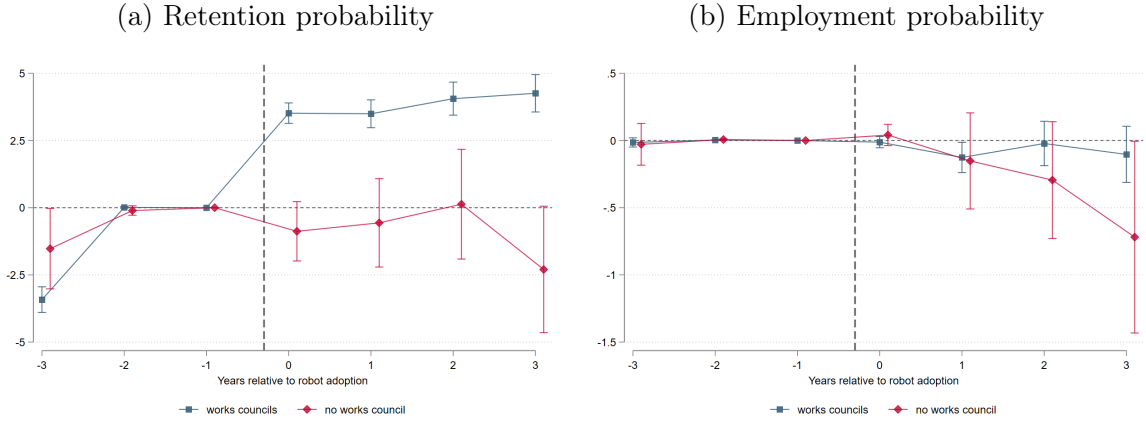 (a) Retention probability
5
2.5
0
-2.5
-5
-3 -2 -1 0 1 2 3
Years relative to robot adoption
works councils no works council
(b) Employment probability
.5
0
-.5
-1
-1.5
-3 -2 -1 0 1 2 3
Years relative to robot adoption
works councils no works council